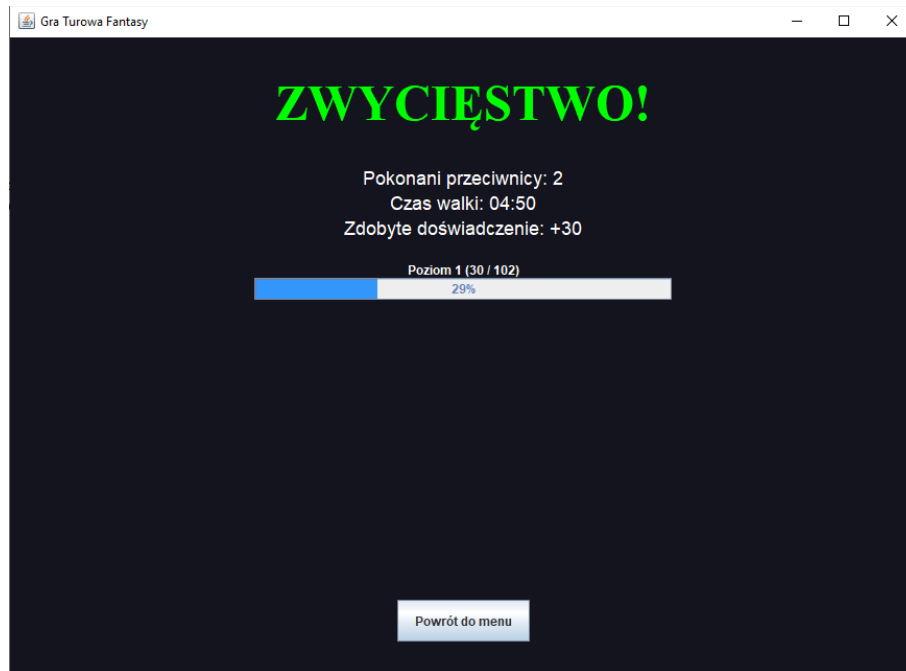 Gra Turowa Fantasy
ZWYCIĘSTWO!
Pokonani przeciwnicy: 2
Czas walki: 04:50
Zdobyte doświadczenie: +30
Poziom 1 (30 / 102)
29%
Powrót do menu